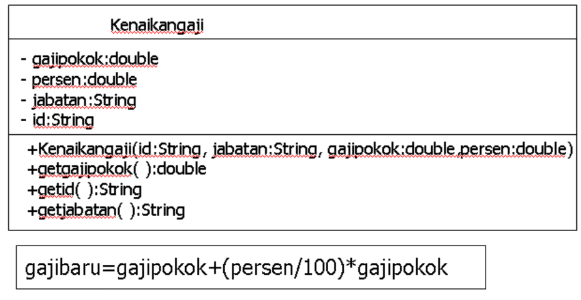 Kenaikangaji
- gajipokok:double
- persen:double
- jabatan:String
- id:String
+Kenaikangaji(id:String, jabatan:String, gajipokok:double,persen:double)
+getgajipokok( ):double
+getid( ):String
+getjabatan( ):String
gajibaru=gajipokok+(persen/100)*gajipokok